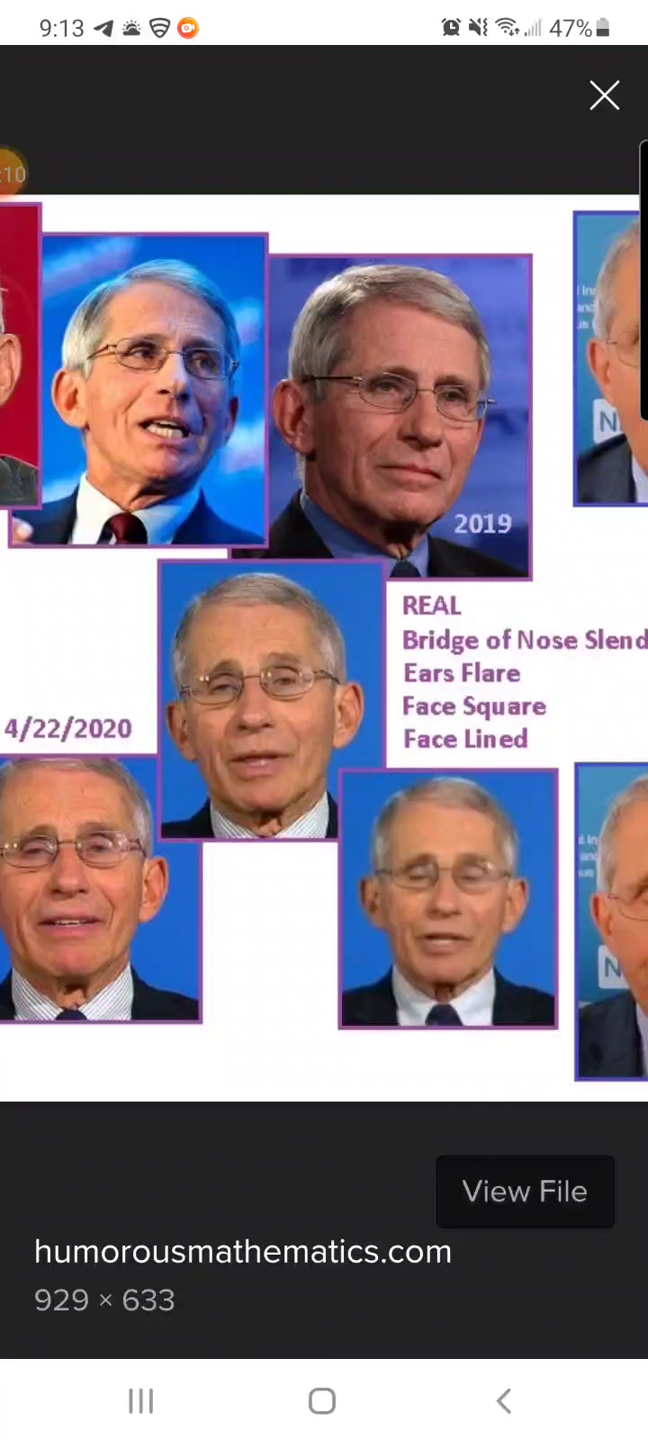 9:13
47%
:10
2019
REAL
Bridge of Nose Slend
Ears Flare
Face Square
Face Lined
4/22/2020
N
N
View File
humorousmathematics.com
929 × 633